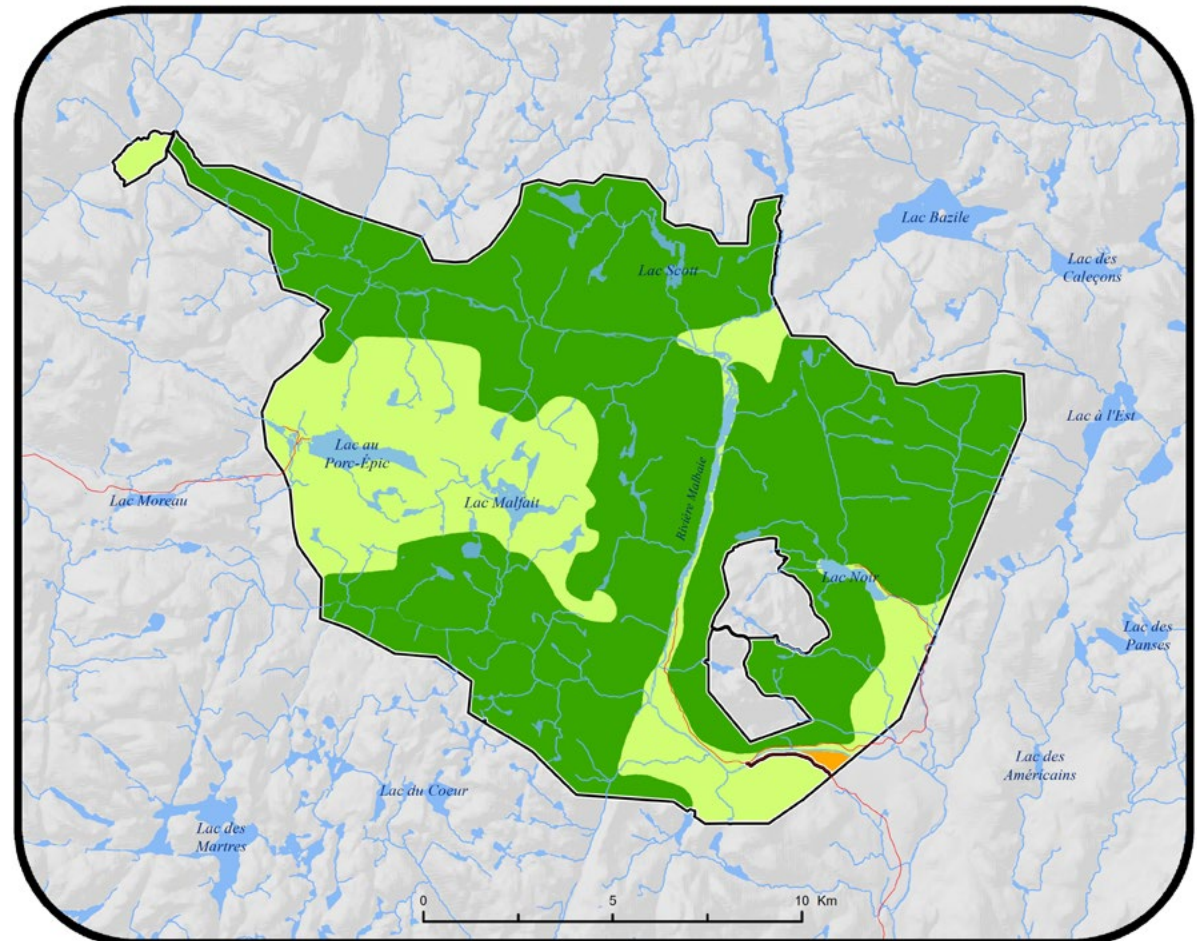 Lac Bazile
Lac des
Caleçons
Lac Scott
Lac à l'Est
Lac au
Porc-Épic
Lac Moreau
Lac Malfait
Rivière Malbaie
Lac Noir
Lac des
Panses
Lac des
Américains
Lac du Coeur
Lac des
Martres
0 5 10 Km